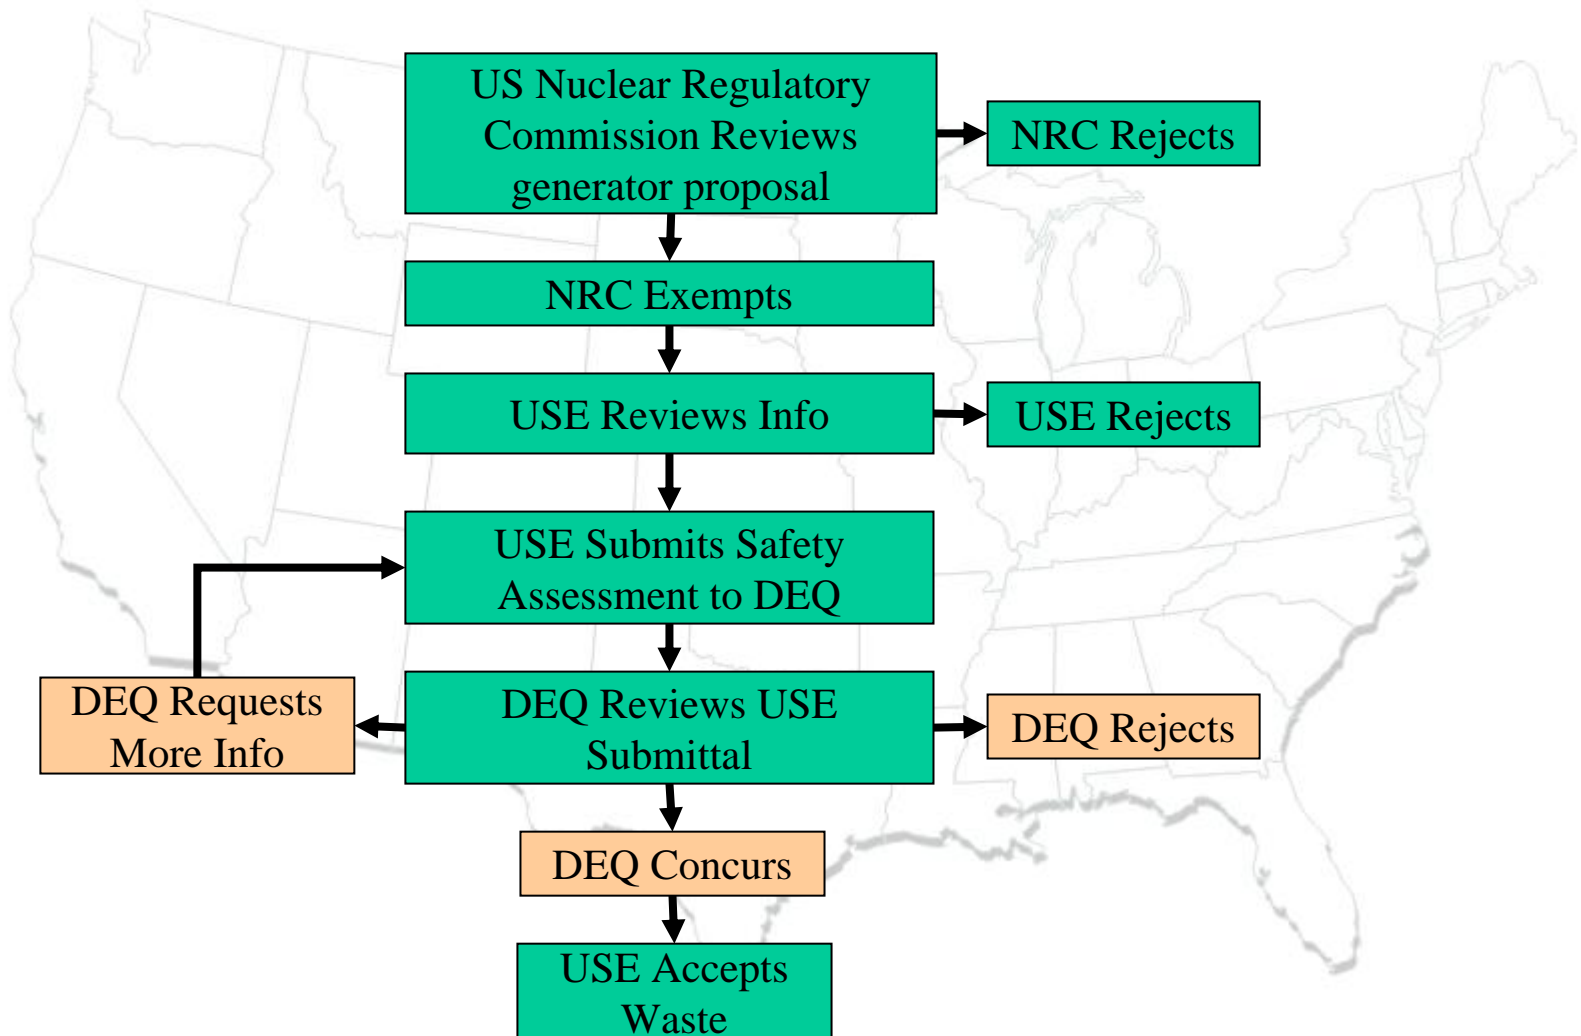 US Nuclear Regulatory
Commission Reviews
generator proposal
NRC Rejects
NRC Exempts
USE Reviews Info
USE Rejects
USE Submits Safety
Assessment to DEQ
DEQ Requests
More Info
DEQ Reviews USE
Submittal
DEQ Rejects
DEQ Concurs
USE Accepts
Waste